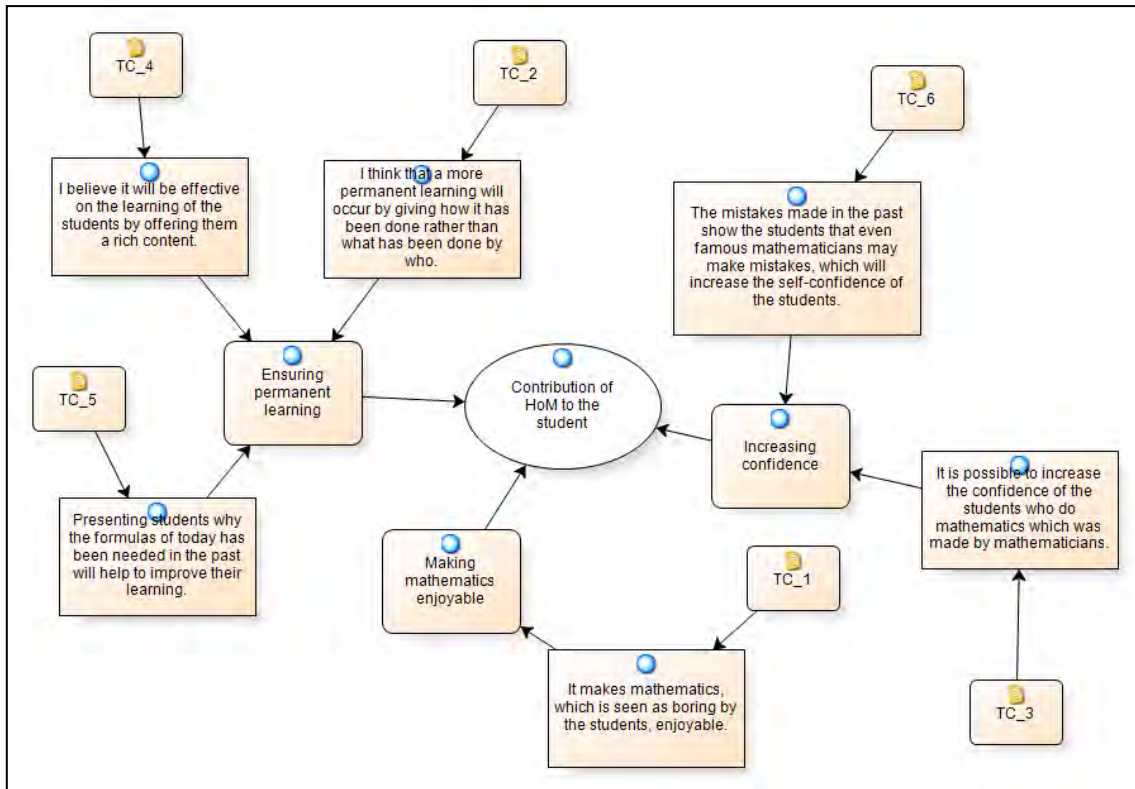 TC_4
TC_2
TC_6
I believe it will be effective
on the learning of the
students by offering them
a rich content.
I think that a more
permanent learning will
occur by giving how it has
been done rather than
what has been done by
who.
The mistakes made in the past
show the students that even
famous mathematicians may
make mistakes, which will
increase the self-confidence of
the students.
Ensuring
permanent
learning
Contribution of
HoM to the
student
TC_5
Increasing
confidence
It is possible to increase
the confidence of the
students who do
mathematics which was
made by mathematicians.
Presenting students why
the formulas of today has
been needed in the past
will help to improve their
learning.
Making
mathematics
enjoyable
TC_1
It makes mathematics,
which is seen as boring by
the students, enjoyable.
TC_3